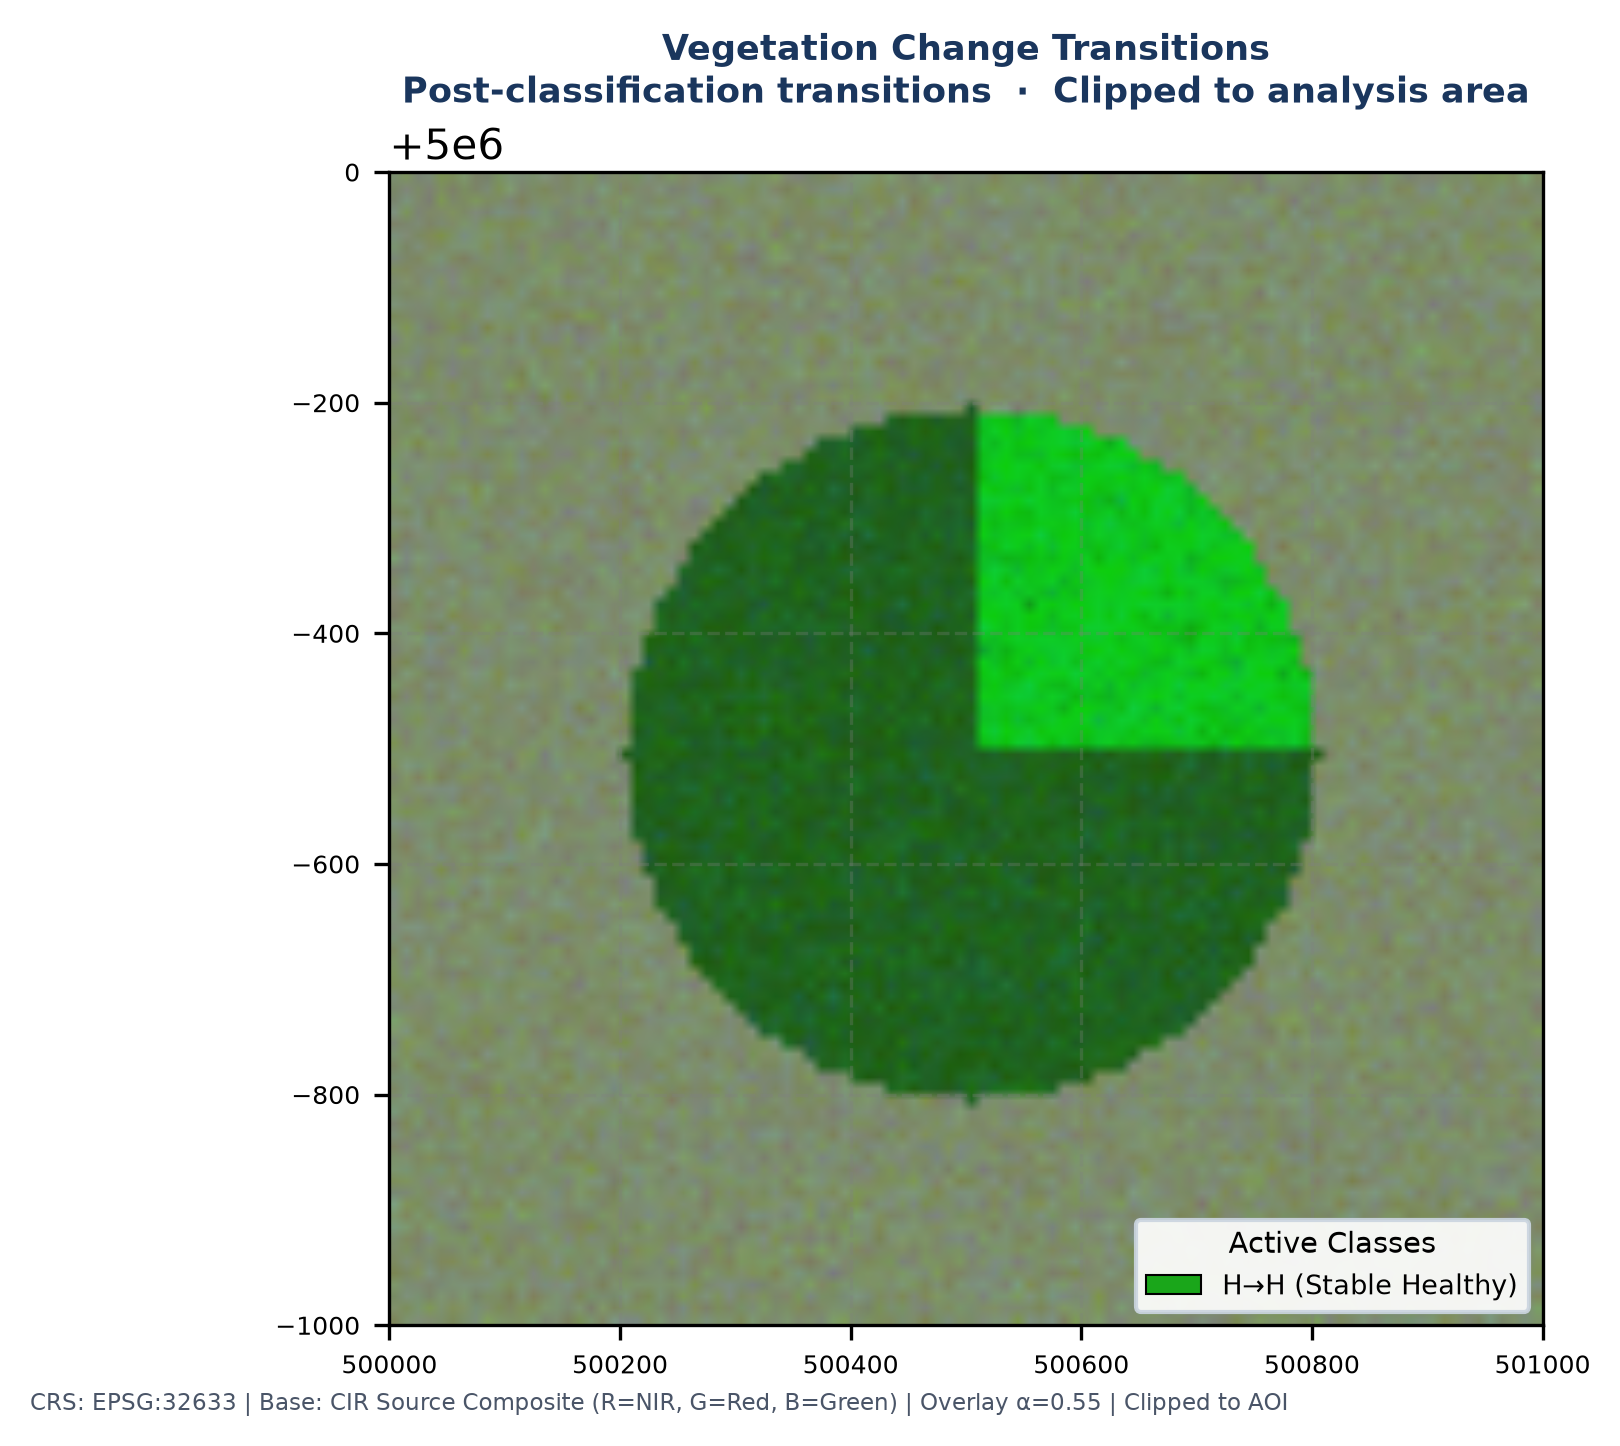 Vegetation Change Transitions
Post-classification transitions · Clipped to analysis area
+5e6
0
−200
−400
−600
−800
−1000
500000 500200 500400 500600 500800 501000
Active Classes
H→H (Stable Healthy)
CRS: EPSG:32633 | Base: CIR Source Composite (R=NIR, G=Red, B=Green) | Overlay α=0.55 | Clipped to AOI